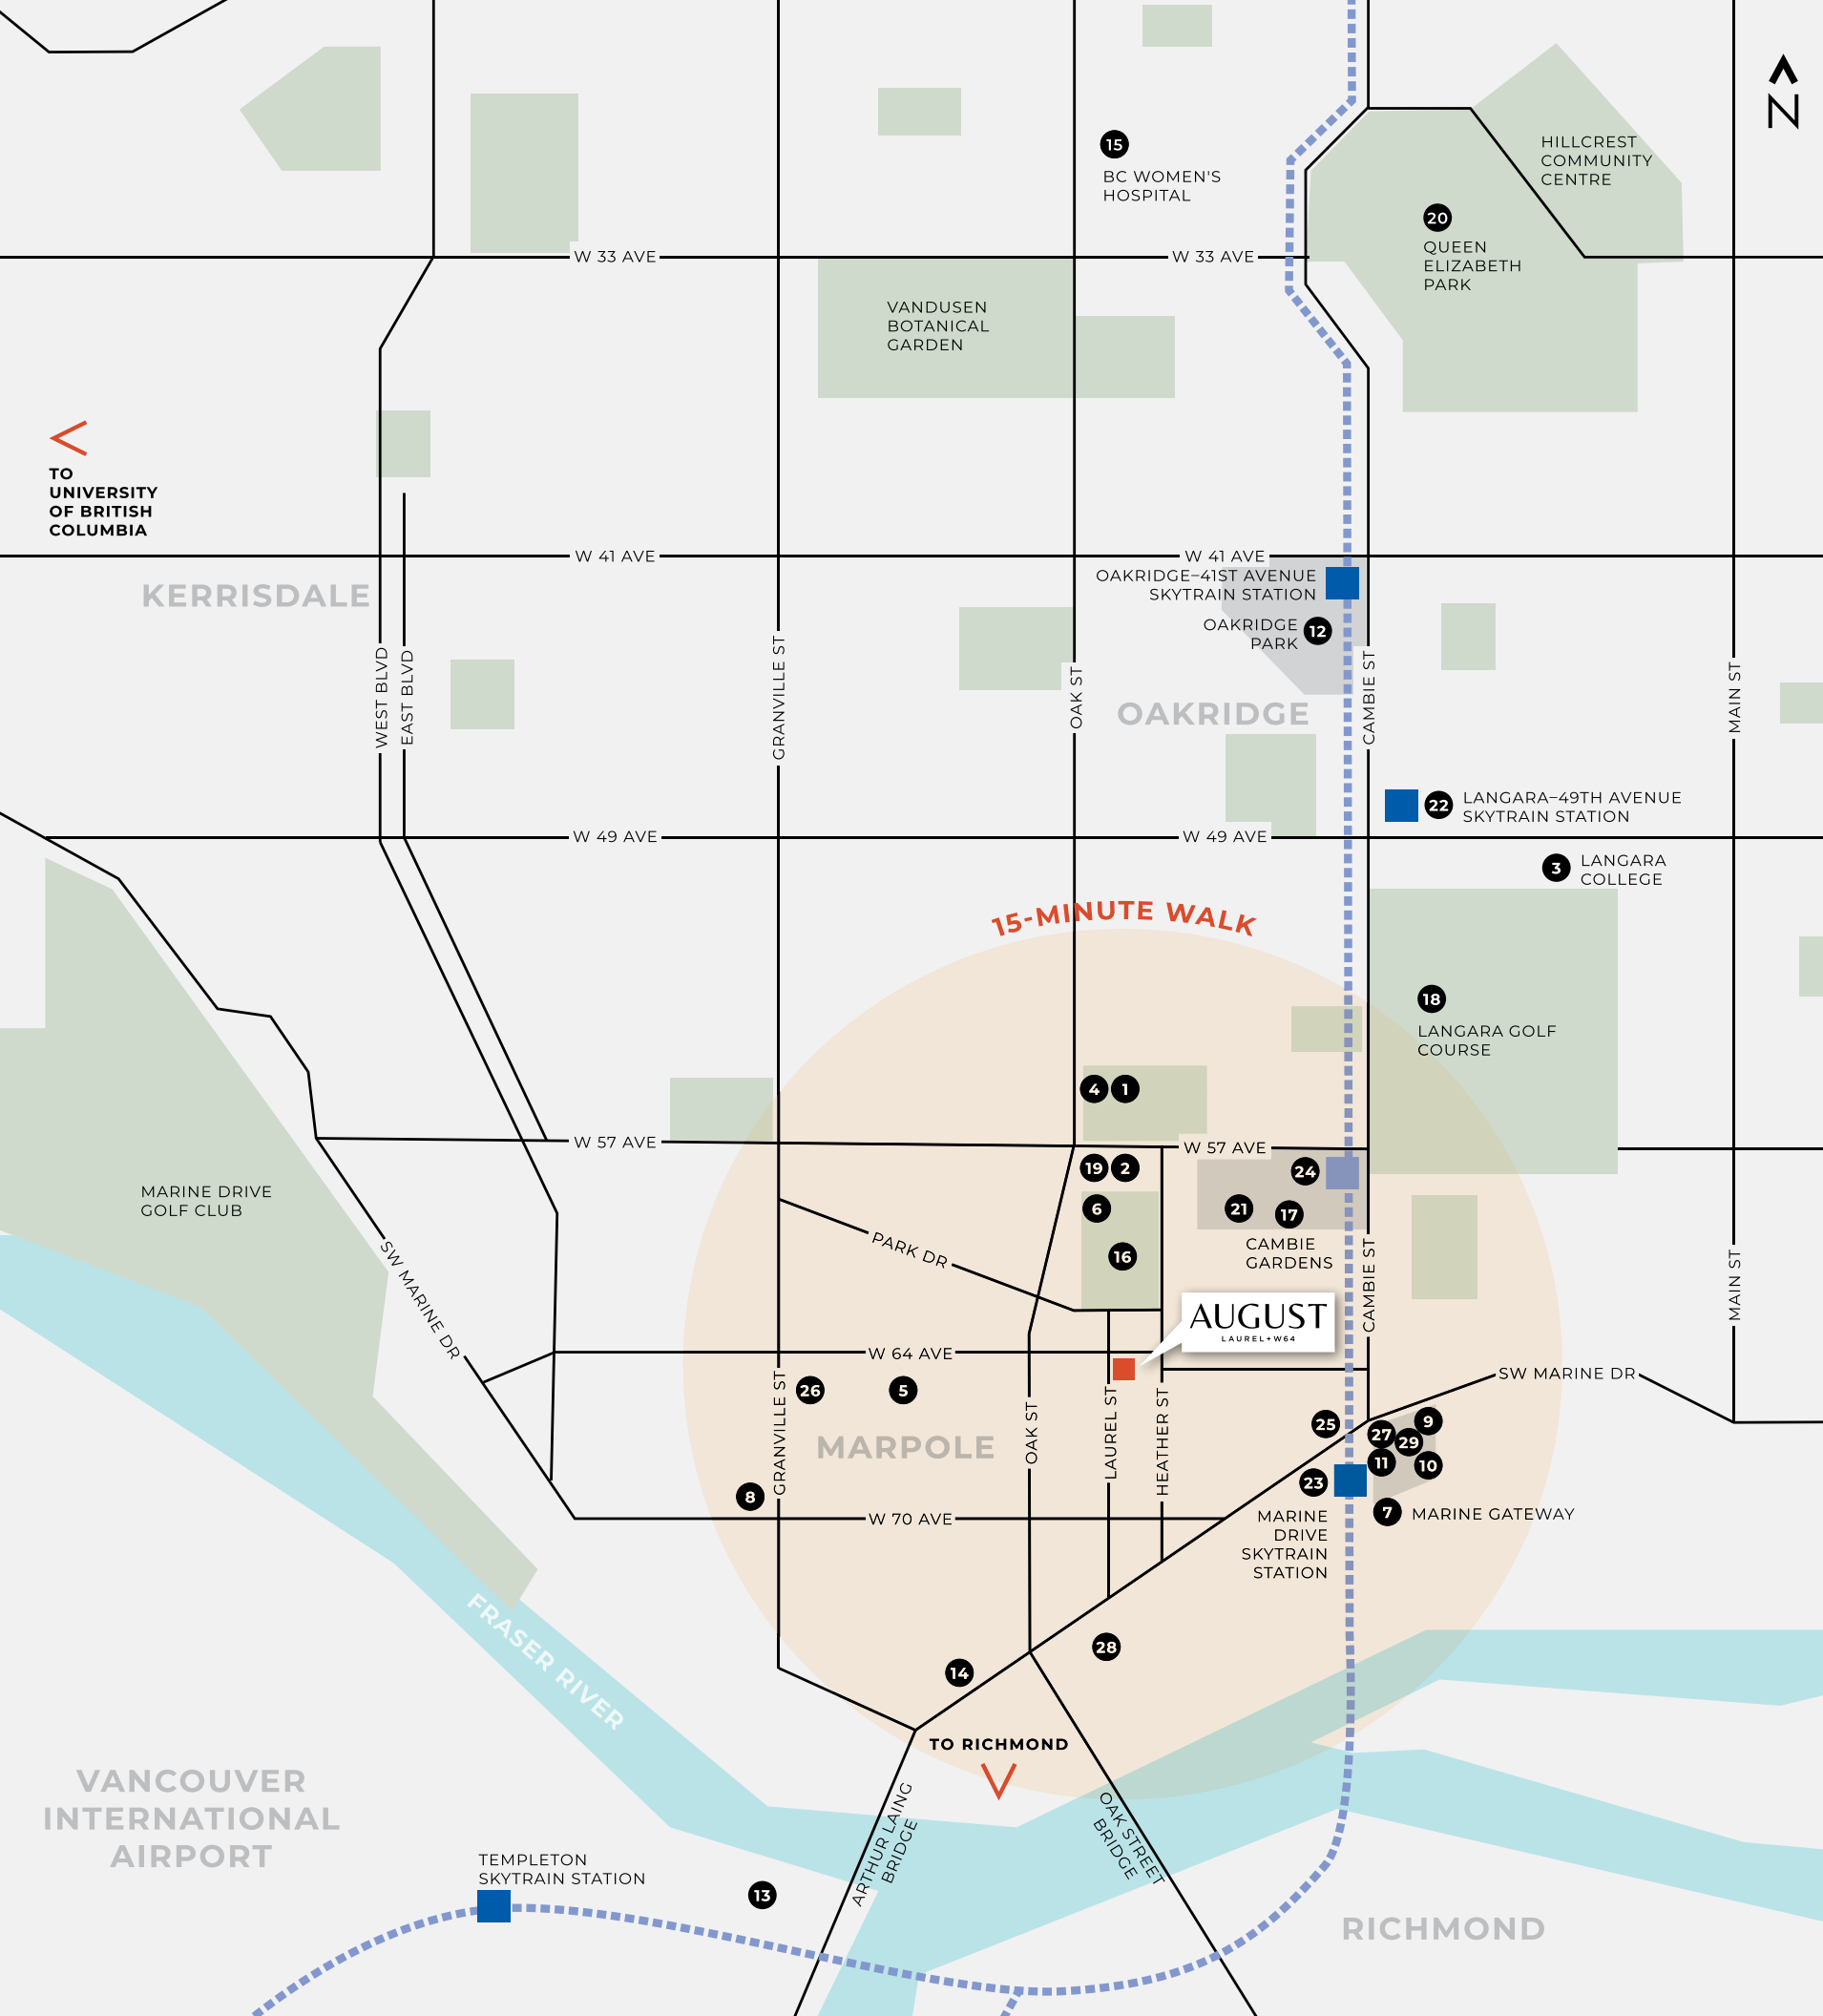 N
HILLCREST
COMMUNITY
CENTRE
15
BC WOMEN'S
HOSPITAL
20
QUEEN
ELIZABETH
PARK
W 33 AVE
W 33 AVE
VANDUSEN
BOTANICAL
GARDEN
TO
UNIVERSITY
OF BRITISH
COLUMBIA
W 41 AVE
W 41 AVE
OAKRIDGE–41ST AVENUE
SKYTRAIN STATION
KERRISDALE
OAKRIDGE
PARK
12
WEST BLVD
EAST BLVD
GRANVILLE ST
OAK ST
CAMBIE ST
MAIN ST
OAKRIDGE
22
LANGARA–49TH AVENUE
SKYTRAIN STATION
W 49 AVE
W 49 AVE
3
LANGARA
COLLEGE
15-MINUTE WALK
18
LANGARA GOLF
COURSE
4
1
W 57 AVE
W 57 AVE
19
2
24
MARINE DRIVE
GOLF CLUB
6
21
17
PARK DR
16
CAMBIE
GARDENS
SW MARINE DR
CAMBIE ST
MAIN ST
AUGUST
LAUREL+W64
W 64 AVE
SW MARINE DR
26
5
GRANVILLE ST
OAK ST
LAUREL ST
HEATHER ST
MARPOLE
25
9
27
29
11
10
23
8
7
MARINE GATEWAY
W 70 AVE
MARINE
DRIVE
SKYTRAIN
STATION
FRASER RIVER
28
14
TO RICHMOND
VANCOUVER
INTERNATIONAL
AIRPORT
ARTHUR LAING
BRIDGE
OAK STREET
BRIDGE
TEMPLETON
SKYTRAIN STATION
13
RICHMOND